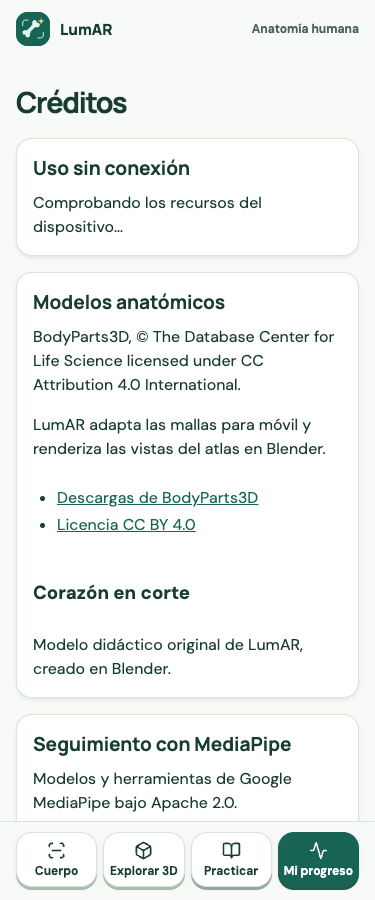 LumAR
Anatomía humana
Créditos
Uso sin conexión
Comprobando los recursos del
dispositivo...
Modelos anatómicos
BodyParts3D, © The Database Center for
Life Science licensed under CC
Attribution 4.0 International.
LumAR adapta las mallas para móvil y
renderiza las vistas del atlas en Blender.
Descargas de BodyParts3D
Licencia CC BY 4.0
Corazón en corte
Modelo didáctico original de LumAR,
creado en Blender.
Seguimiento con MediaPipe
Modelos y herramientas de Google
MediaPipe bajo Apache 2.0.
Cuerpo
Explorar 3D
Practicar
Mi progreso